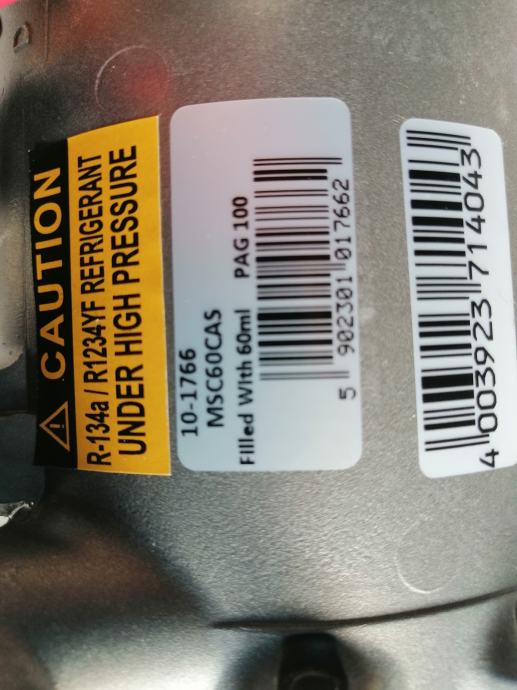 CAUTION
R-134a / R1234YF REFRIGERANT
UNDER HIGH PRESSURE
10-1766
MSC60CAS
Filled With 60ml PAG 100
5 902301 017662
4 003923 714043